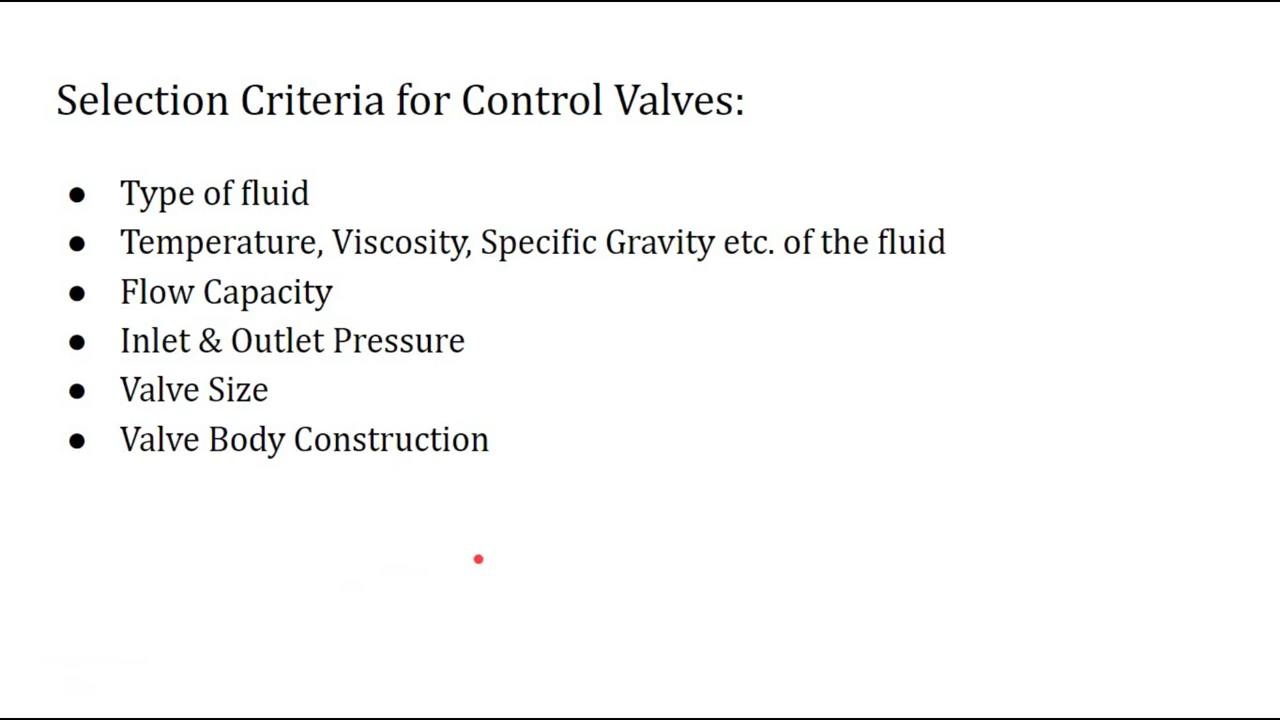 Selection Criteria for Control Valves:
● Type of fluid
● Temperature, Viscosity, Specific Gravity etc. of the fluid
● Flow Capacity
● Inlet & Outlet Pressure
● Valve Size
● Valve Body Construction